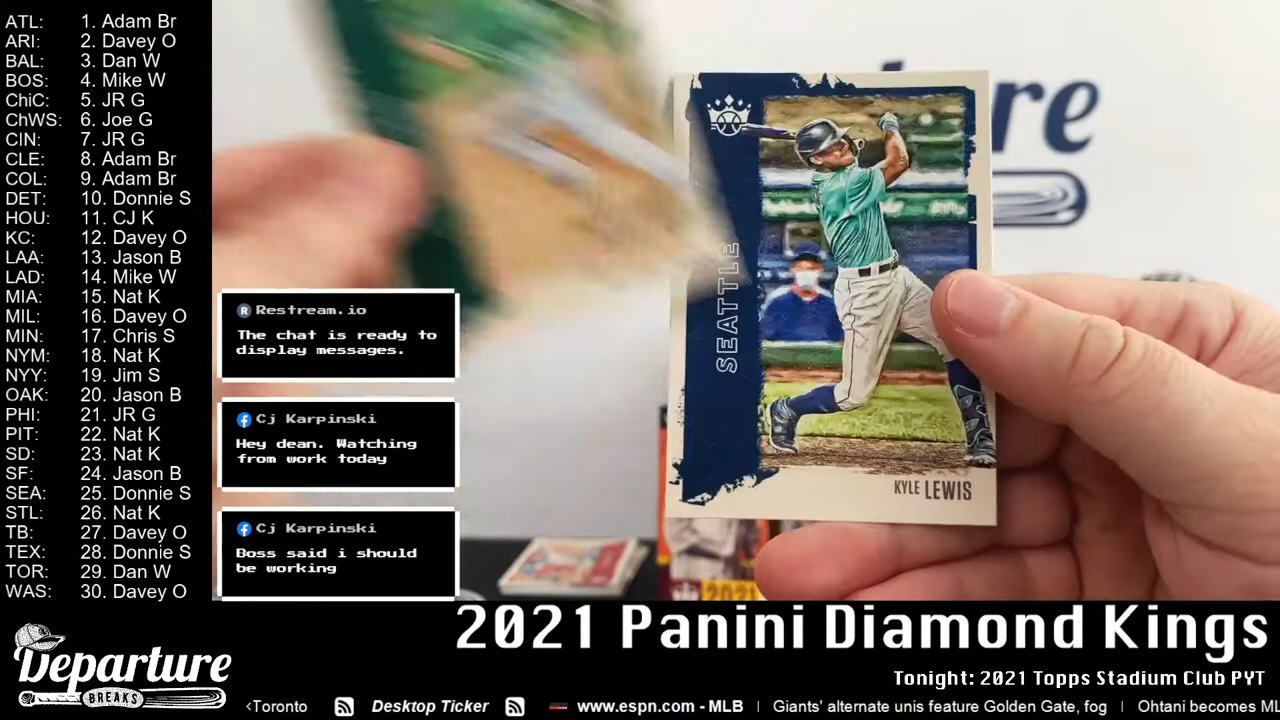 ATL: 1. Adam Br
ARI: 2. Davey O
BAL: 3. Dan W
BOS: 4. Mike W
ChiC: 5. JR G
ChWS: 6. Joe G
CIN: 7. JR G
CLE: 8. Adam Br
COL: 9. Adam Br
DET: 10. Donnie S
HOU: 11. CJ K
KC: 12. Davey O
LAA: 13. Jason B
LAD: 14. Mike W
MIA: 15. Nat K
MIL: 16. Davey O
MIN: 17. Chris S
NYM: 18. Nat K
NYY: 19. Jim S
OAK: 20. Jason B
PHI: 21. JR G
PIT: 22. Nat K
SD: 23. Nat K
SF: 24. Jason B
SEA: 25. Donnie S
STL: 26. Nat K
TB: 27. Davey O
TEX: 28. Donnie S
TOR: 29. Dan W
WAS: 30. Davey O
Restream.io
The chat is ready to
display messages.
Cj Karpinski
Hey dean. Watching
from work today
Cj Karpinski
Boss said i should
be working
re
SEATTLE
KYLE LEWIS
2021
2021 Panini Diamond Kings
Tonight: 2021 Topps Stadium Club PYT
Departure
BREAKS
‹Toronto Desktop Ticker www.espn.com - MLB | Giants' alternate unis feature Golden Gate, fog | Ohtani becomes ML